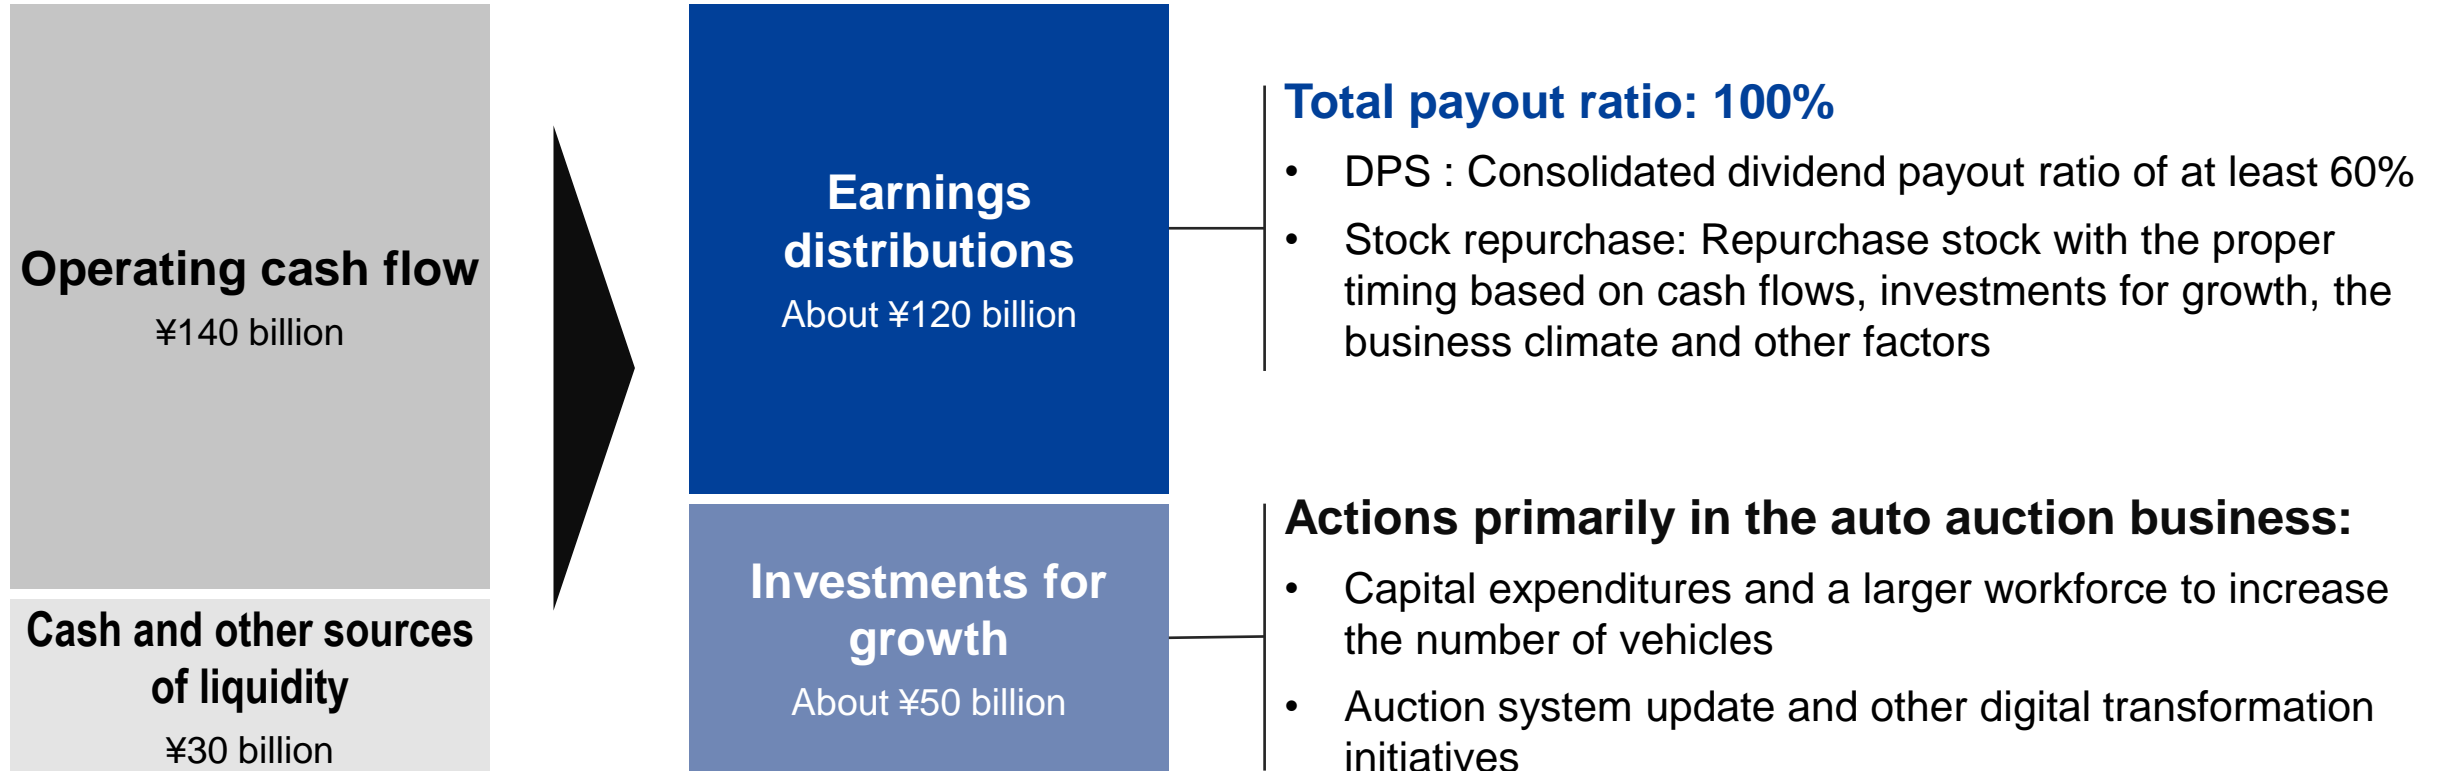 Operating cash flow
¥140 billion
Cash and other sources
of liquidity
¥30 billion
Earnings
distributions
About ¥120 billion
Investments for
growth
About ¥50 billion
Total payout ratio: 100%
• DPS : Consolidated dividend payout ratio of at least 60%
• Stock repurchase: Repurchase stock with the proper
timing based on cash flows, investments for growth, the
business climate and other factors
Actions primarily in the auto auction business:
• Capital expenditures and a larger workforce to increase
the number of vehicles
• Auction system update and other digital transformation
initiatives